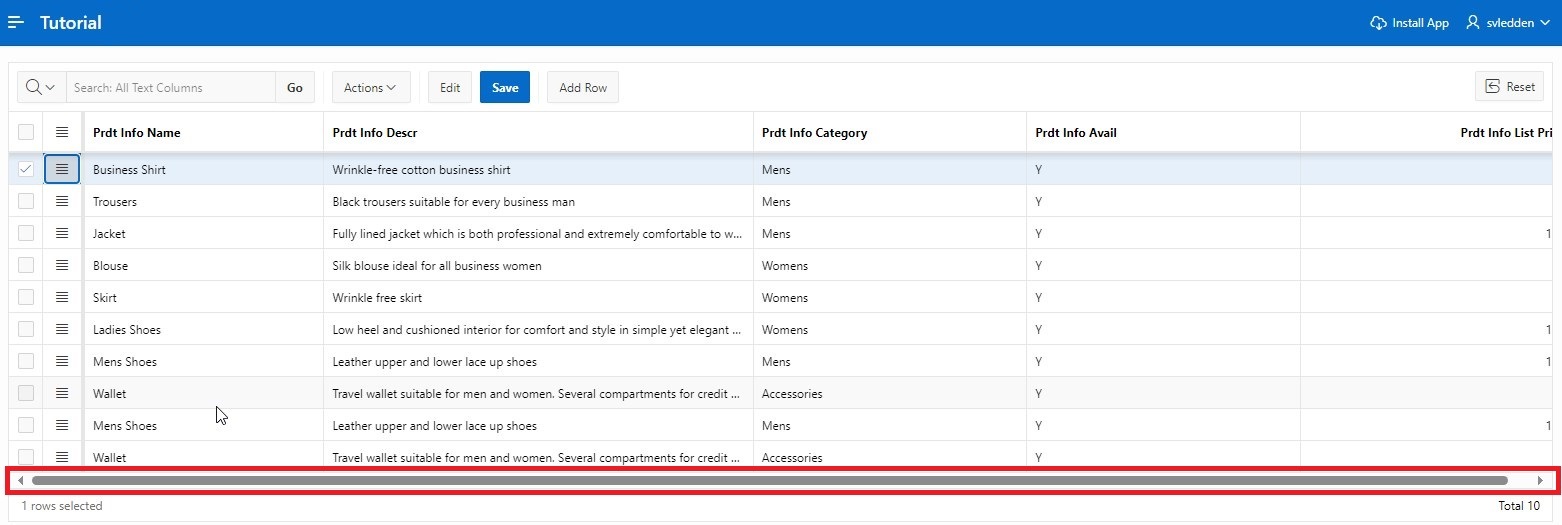 Tutorial Install App svledden
Search: All Text Columns Go Actions Edit Save Add Row Reset
Prdt Info Name Prdt Info Descr Prdt Info Category Prdt Info Avail Prdt Info List Pri
Business Shirt Wrinkle-free cotton business shirt Mens Y
Trousers Black trousers suitable for every business man Mens Y
Jacket Fully lined jacket which is both professional and extremely comfortable to w... Mens Y 1
Blouse Silk blouse ideal for all business women Womens Y
Skirt Wrinkle free skirt Womens Y
Ladies Shoes Low heel and cushioned interior for comfort and style in simple yet elegant ... Womens Y 1
Mens Shoes Leather upper and lower lace up shoes Mens Y 1
Wallet Travel wallet suitable for men and women. Several compartments for credit ... Accessories Y
Mens Shoes Leather upper and lower lace up shoes Mens Y 1
Wallet Travel wallet suitable for men and women. Several compartments for credit ... Accessories Y
1 rows selected Total 10